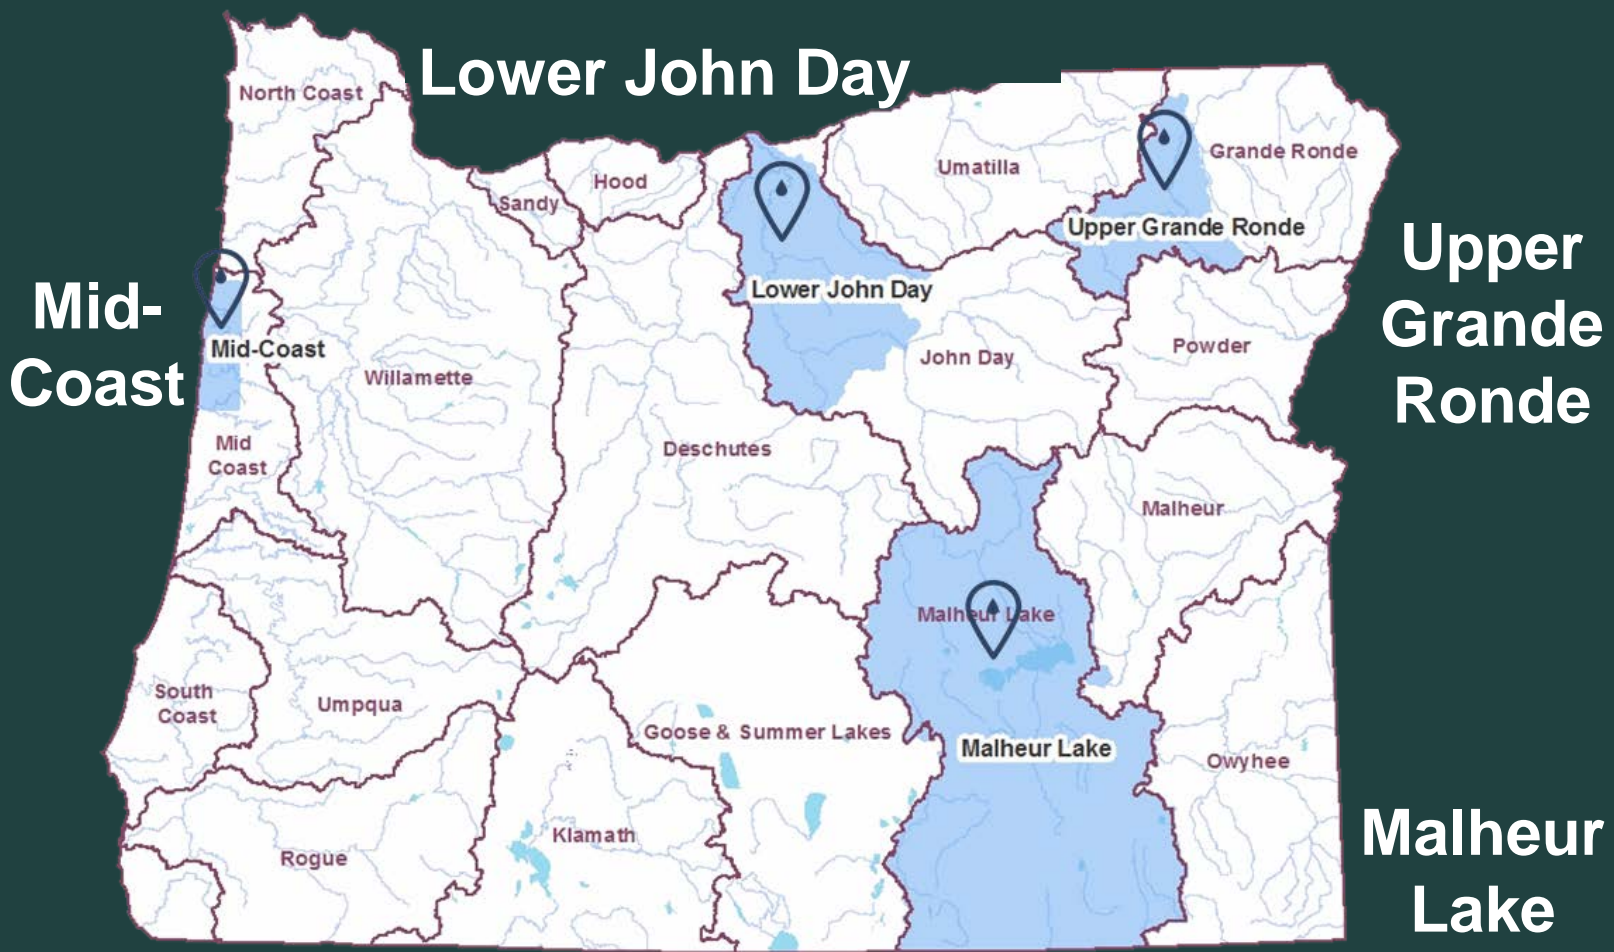 Lower John Day
North Coast
Hood
Sandy
Umatilla
Grande Ronde
Upper Grande Ronde
Upper
Grande
Ronde
Mid-
Coast
Lower John Day
Mid-Coast
Willamette
John Day
Powder
Mid
Coast
Deschutes
Malheur
Malheur Lake
South
Coast
Umpqua
Goose & Summer Lakes
Malheur Lake
Owyhee
Klamath
Rogue
Malheur
Lake